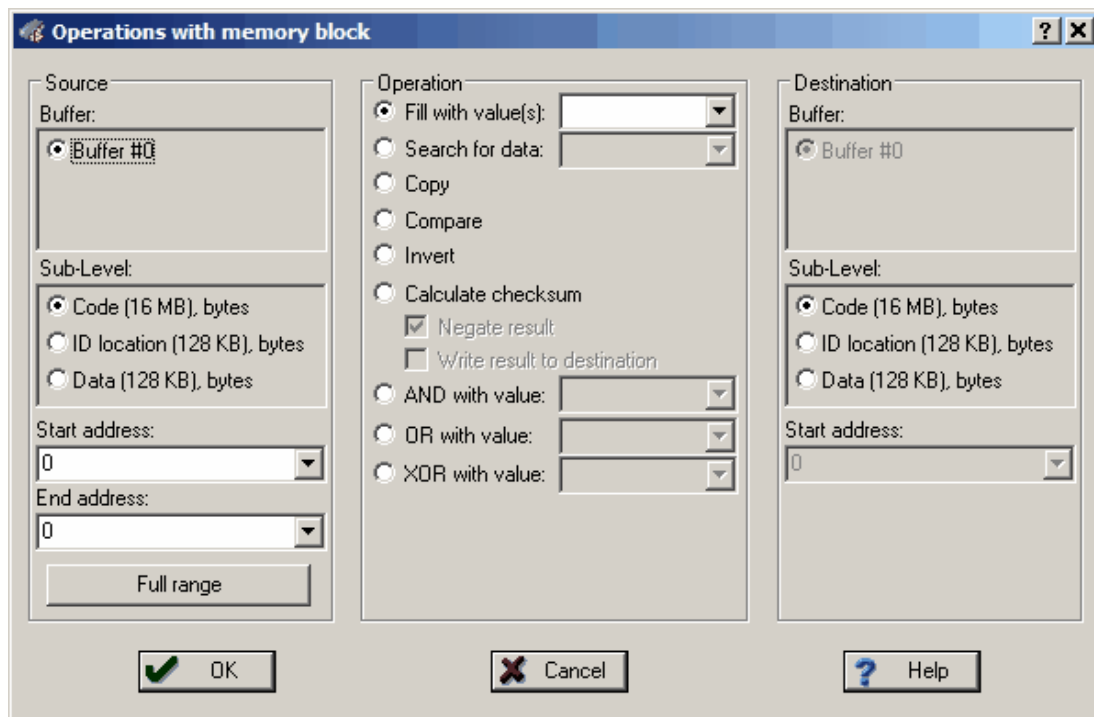 Operations with memory block
Source
Buffer:
Buffer #0
Sub-Level:
Code (16 MB), bytes
ID location (128 KB), bytes
Data (128 KB), bytes
Start address:
0
End address:
0
Full range
Operation
Fill with value(s):
Search for data:
Copy
Compare
Invert
Calculate checksum
Negate result
Write result to destination
AND with value:
OR with value:
XOR with value:
Destination
Buffer:
Buffer #0
Sub-Level:
Code (16 MB), bytes
ID location (128 KB), bytes
Data (128 KB), bytes
Start address:
0
OK
Cancel
? Help